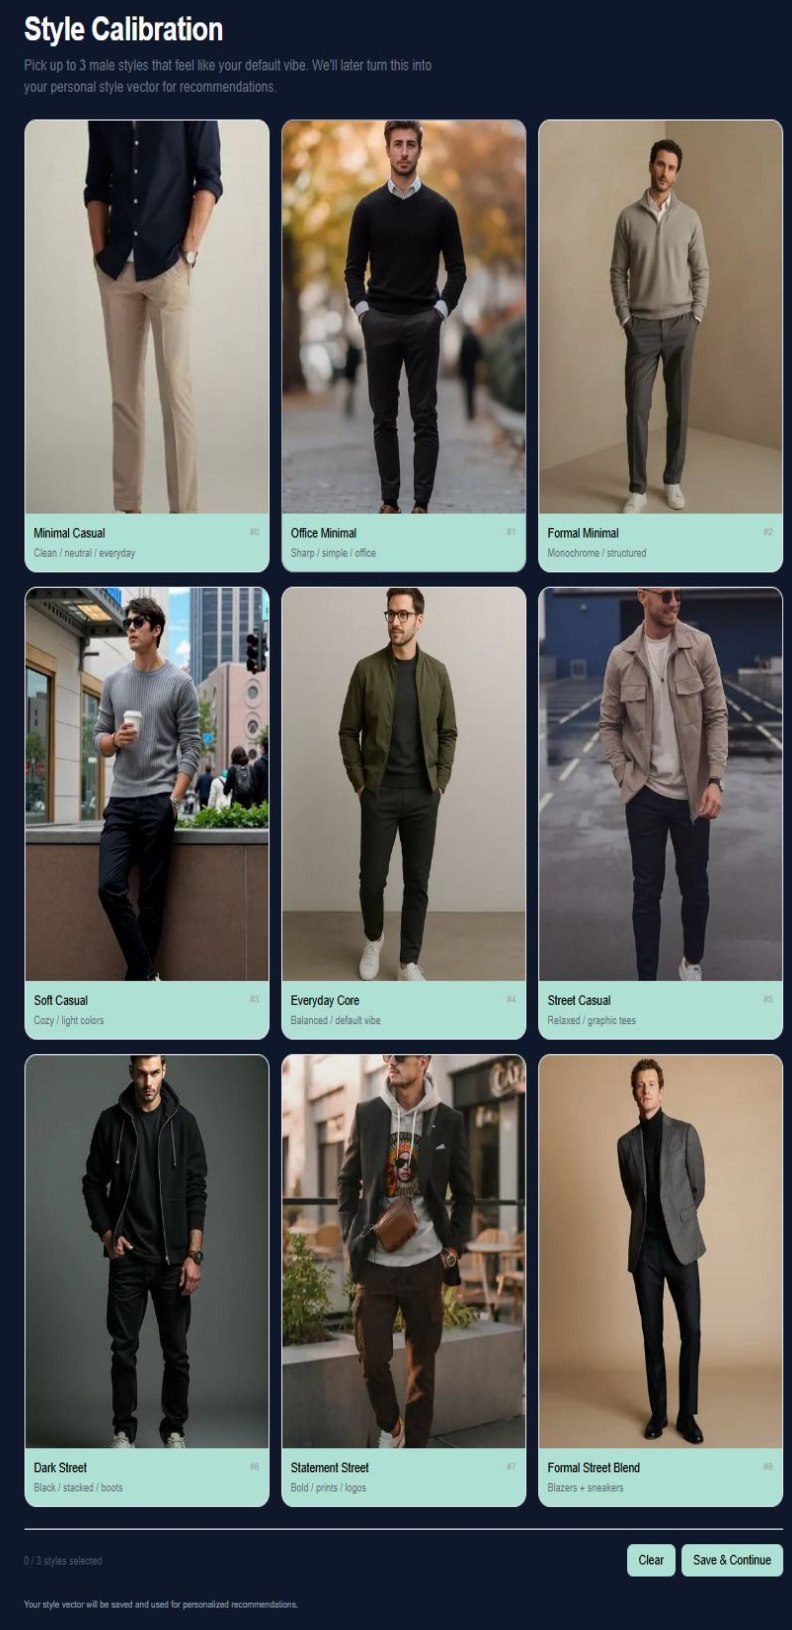 Style Calibration
Pick up to 3 male styles that feel like your default vibe. We'll later turn this into
your personal style vector for recommendations.
Minimal Casual #0
Clean / neutral / everyday
Office Minimal #1
Sharp / simple / office
Formal Minimal #2
Monochrome / structured
Soft Casual #3
Cozy / light colors
Everyday Core #4
Balanced / default vibe
Street Casual #5
Relaxed / graphic tees
Dark Street #6
Black / stacked / boots
Statement Street #7
Bold / prints / logos
Formal Street Blend #8
Blazers + sneakers
0 / 3 styles selected
Clear
Save & Continue
Your style vector will be saved and used for personalized recommendations.